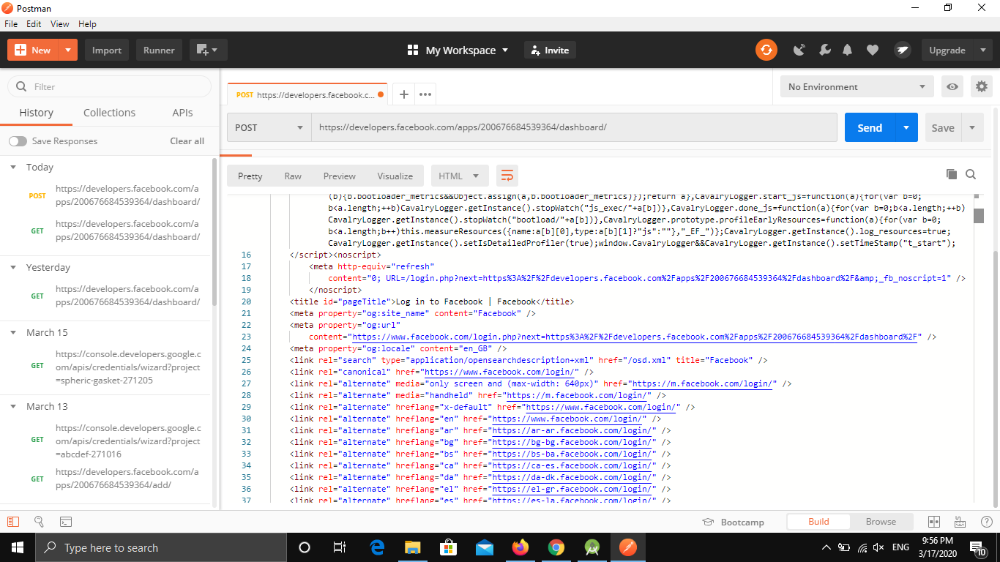 Postman
File Edit View Help
New Import Runner My Workspace Invite Upgrade
Filter
History Collections APIs
Save Responses Clear all
Today
POST https://developers.facebook.com/a
pps/200676684539364/dashboard/
GET https://developers.facebook.com/a
pps/200676684539364/dashboard/
Yesterday
GET https://developers.facebook.com/a
pps/200676684539364/dashboard/
March 15
GET https://console.developers.google.c
om/apis/credentials/wizard?project
=spheric-gasket-271205
March 13
GET https://console.developers.google.c
om/apis/credentials/wizard?project
=abcdef-271016
GET https://developers.facebook.com/a
pps/200676684539364/add/
POST https://developers.facebook.c...
No Environment
POST https://developers.facebook.com/apps/200676684539364/dashboard/
Send Save
Pretty Raw Preview Visualize HTML
(b){b.bootloader_metrics&&Object.assign(a,b.bootloader_metrics)});return a},CavalryLogger.start_js=function(a){for(var b=0;
b<a.length;++b)CavalryLogger.getInstance().stopWatch("js_exec/"+a[b])},CavalryLogger.done_js=function(a){for(var b=0;b<a.length;++b)
CavalryLogger.getInstance().stopWatch("bootload/"+a[b])},CavalryLogger.prototype.profileEarlyResources=function(a){for(var b=0;
b<a.length;b++)this.measureResources({name:a[b][0],type:a[b][1]?"js":""},"_EF_")};CavalryLogger.getInstance().log_resources=true;
CavalryLogger.getInstance().setIsDetailedProfiler(true);window.CavalryLogger&&CavalryLogger.getInstance().setTimeStamp("t_start");
16 </script><noscript>
17 <meta http-equiv="refresh"
18 content="0; URL=/login.php?next=https%3A%2F%2Fdevelopers.facebook.com%2Fapps%2F200676684539364%2Fdashboard%2F&amp;_fb_noscript=1" />
19 </noscript>
20 <title id="pageTitle">Log in to Facebook | Facebook</title>
21 <meta property="og:site_name" content="Facebook" />
22 <meta property="og:url"
23 content="https://www.facebook.com/login.php?next=https%3A%2F%2Fdevelopers.facebook.com%2Fapps%2F200676684539364%2Fdashboard%2F" />
24 <meta property="og:locale" content="en_GB" />
25 <link rel="search" type="application/opensearchdescription+xml" href="/osd.xml" title="Facebook" />
26 <link rel="canonical" href="https://www.facebook.com/login/" />
27 <link rel="alternate" media="only screen and (max-width: 640px)" href="https://m.facebook.com/login/" />
28 <link rel="alternate" media="handheld" href="https://m.facebook.com/login/" />
29 <link rel="alternate" hreflang="x-default" href="https://www.facebook.com/login/" />
30 <link rel="alternate" hreflang="en" href="https://www.facebook.com/login/" />
31 <link rel="alternate" hreflang="ar" href="https://ar-ar.facebook.com/login/" />
32 <link rel="alternate" hreflang="bg" href="https://bg-bg.facebook.com/login/" />
33 <link rel="alternate" hreflang="bs" href="https://bs-ba.facebook.com/login/" />
34 <link rel="alternate" hreflang="ca" href="https://ca-es.facebook.com/login/" />
35 <link rel="alternate" hreflang="da" href="https://da-dk.facebook.com/login/" />
36 <link rel="alternate" hreflang="el" href="https://el-gr.facebook.com/login/" />
37 <link rel="alternate" hreflang="es" href="https://es-la.facebook.com/login/" />
Bootcamp Build Browse
Type here to search
ENG
9:56 PM
3/17/2020
10